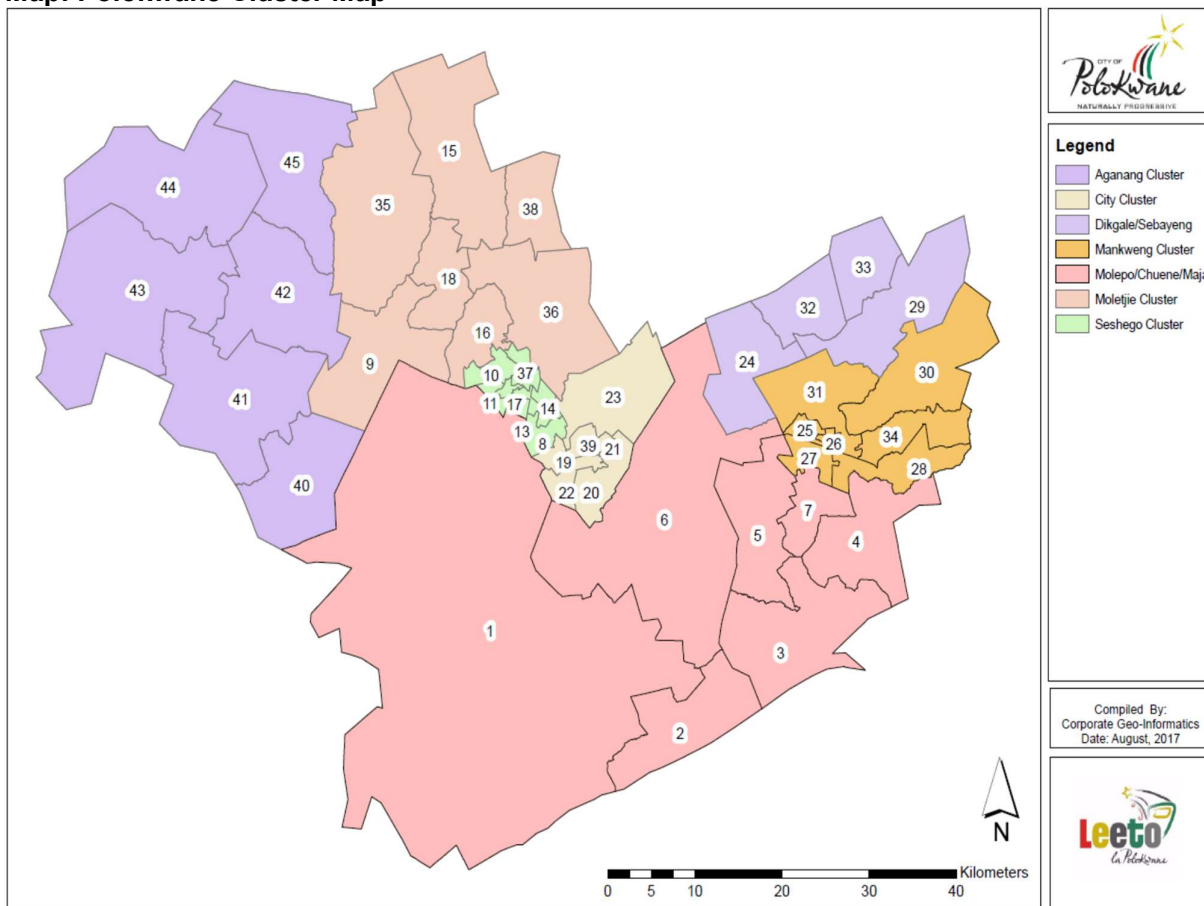 Map: Polokwane Cluster Map
45
15
44
35
38
33
18
43
42
32
29
36
16
24
9
37
30
10
31
23
41
11
17
14
25
13
34
8
39
21
26
19
27
28
40
22
20
7
6
5
4
1
3
2
N
Kilometers
0 5 10 20 30 40
CITY OF
Polokwane
NATURALLY PROGRESSIVE
Legend
Aganang Cluster
City Cluster
Dikgale/Sebayeng
Mankweng Cluster
Molepo/Chuene/Maja
Moletjie Cluster
Seshego Cluster
Compiled By:
Corporate Geo-Informatics
Date: August, 2017
Leeto
la Polokwane